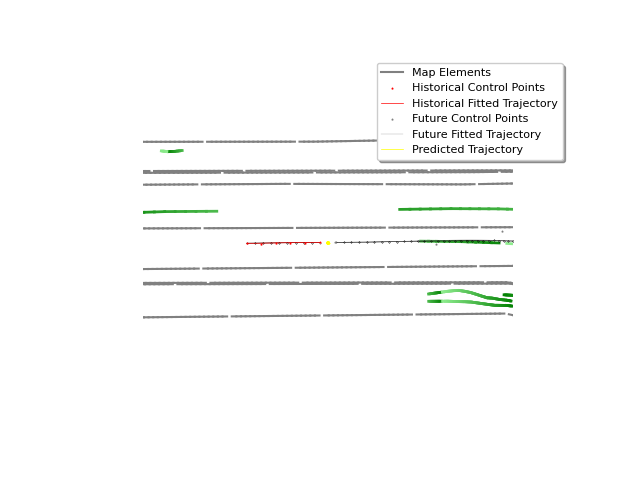 Map Elements
Historical Control Points
Historical Fitted Trajectory
Future Control Points
Future Fitted Trajectory
Predicted Trajectory